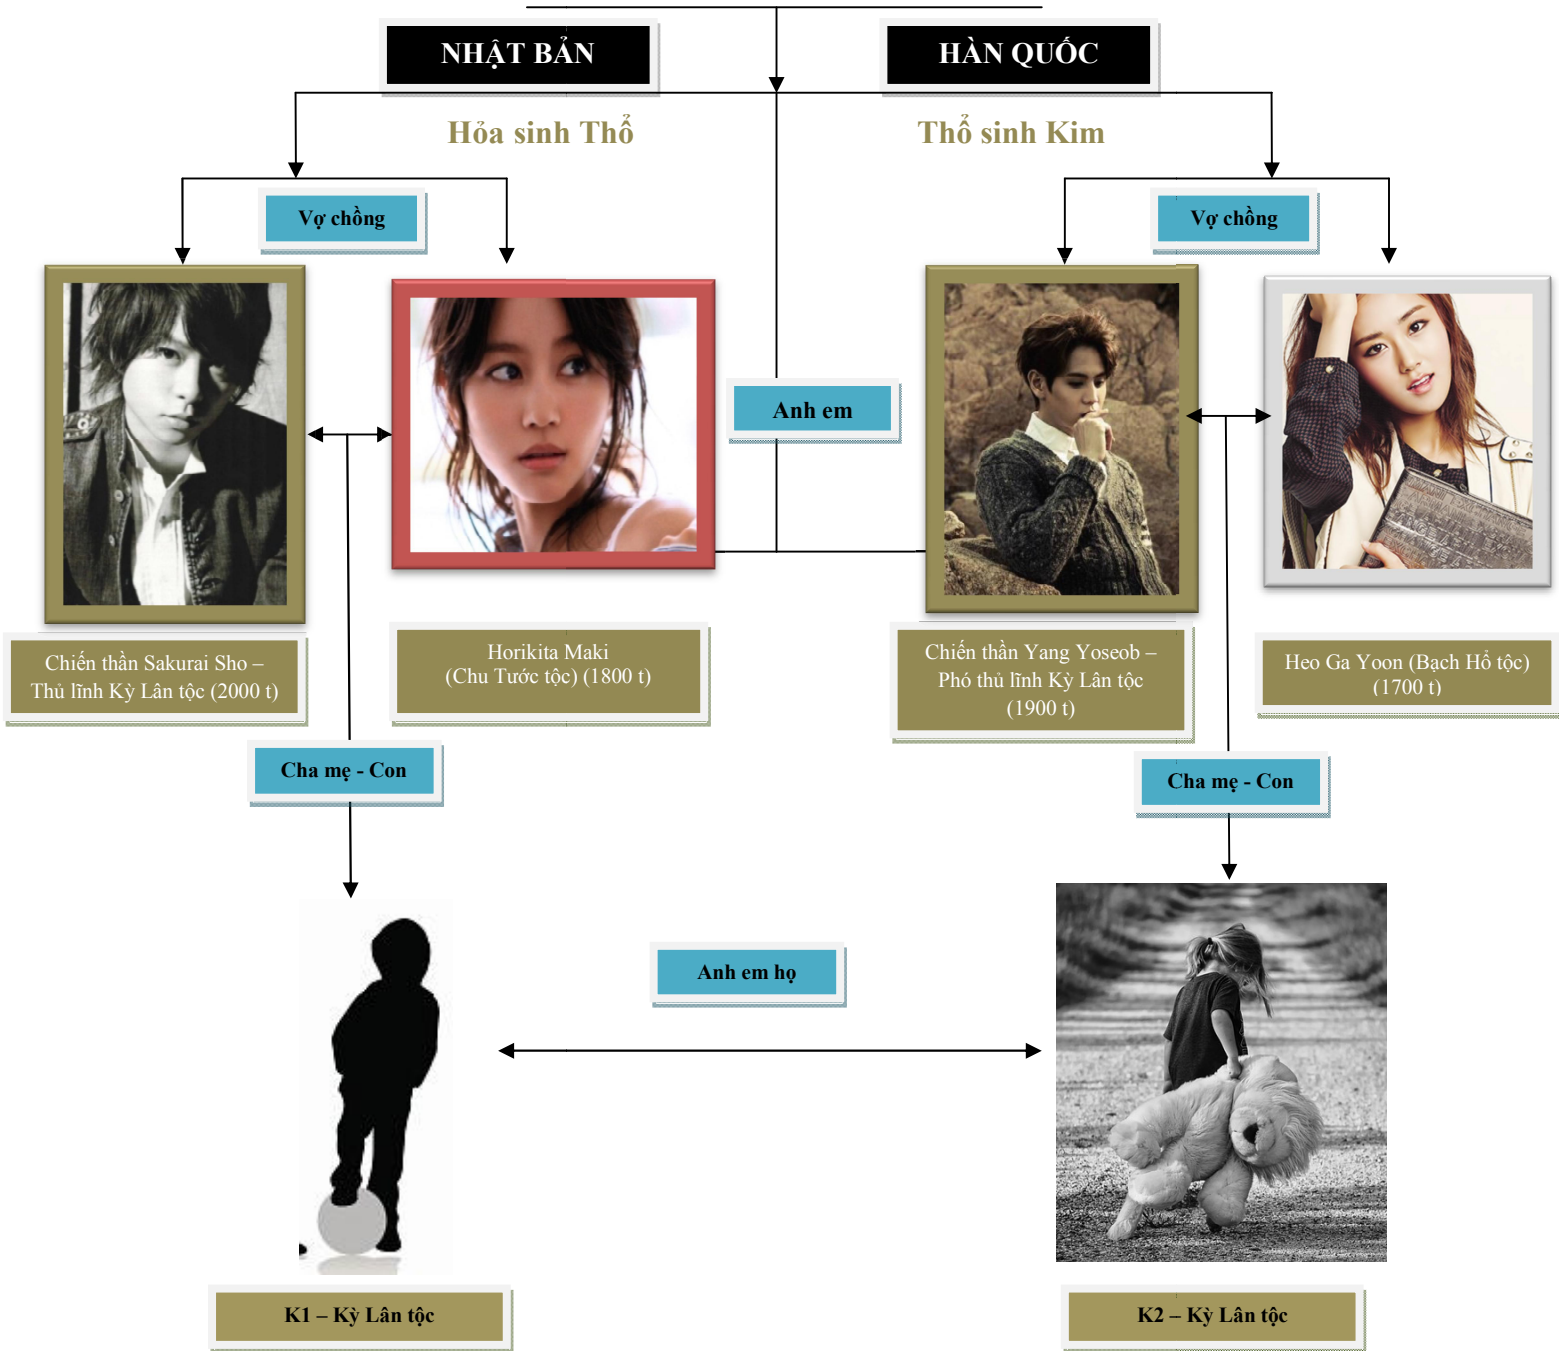 NHẬT BẢN
HÀN QUỐC
Hỏa sinh Thổ
Thổ sinh Kim
Vợ chồng
Vợ chồng
Anh em
Chiến thần Sakurai Sho –
Thủ lĩnh Kỳ Lân tộc (2000 t)
Horikita Maki
(Chu Tước tộc) (1800 t)
Chiến thần Yang Yoseob –
Phó thủ lĩnh Kỳ Lân tộc
(1900 t)
Heo Ga Yoon (Bạch Hổ tộc)
(1700 t)
Cha mẹ - Con
Cha mẹ - Con
Anh em họ
K1 – Kỳ Lân tộc
K2 – Kỳ Lân tộc